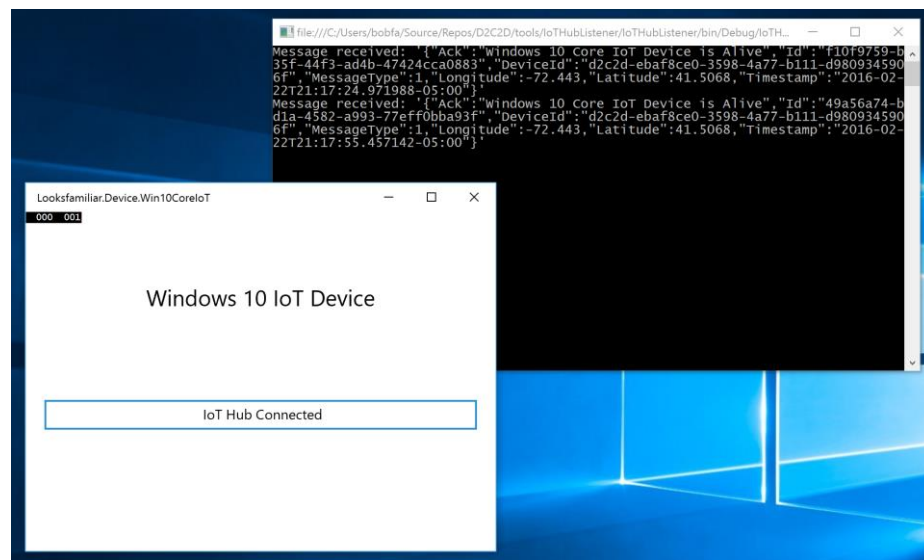 file:///C:/Users/bobfa/Source/Repos/D2C2D/tools/IoTHubListener/IoTHubListener/bin/Debug/IoTH...
Message received: '{"Ack":"Windows 10 Core IoT Device is Alive","Id":"f10f9759-b
35f-44f3-ad4b-47424cca0883","DeviceId":"d2c2d-ebaf8ce0-3598-4a77-b111-d980934590
6f","MessageType":1,"Longitude":-72.443,"Latitude":41.5068,"Timestamp":"2016-02-
22T21:17:24.971988-05:00"}'
Message received: '{"Ack":"Windows 10 Core IoT Device is Alive","Id":"49a56a74-b
d1a-4582-a993-77eff0bba93f","DeviceId":"d2c2d-ebaf8ce0-3598-4a77-b111-d980934590
6f","MessageType":1,"Longitude":-72.443,"Latitude":41.5068,"Timestamp":"2016-02-
22T21:17:55.457142-05:00"}'
Looksfamiliar.Device.Win10CoreIoT
000 001
Windows 10 IoT Device
IoT Hub Connected